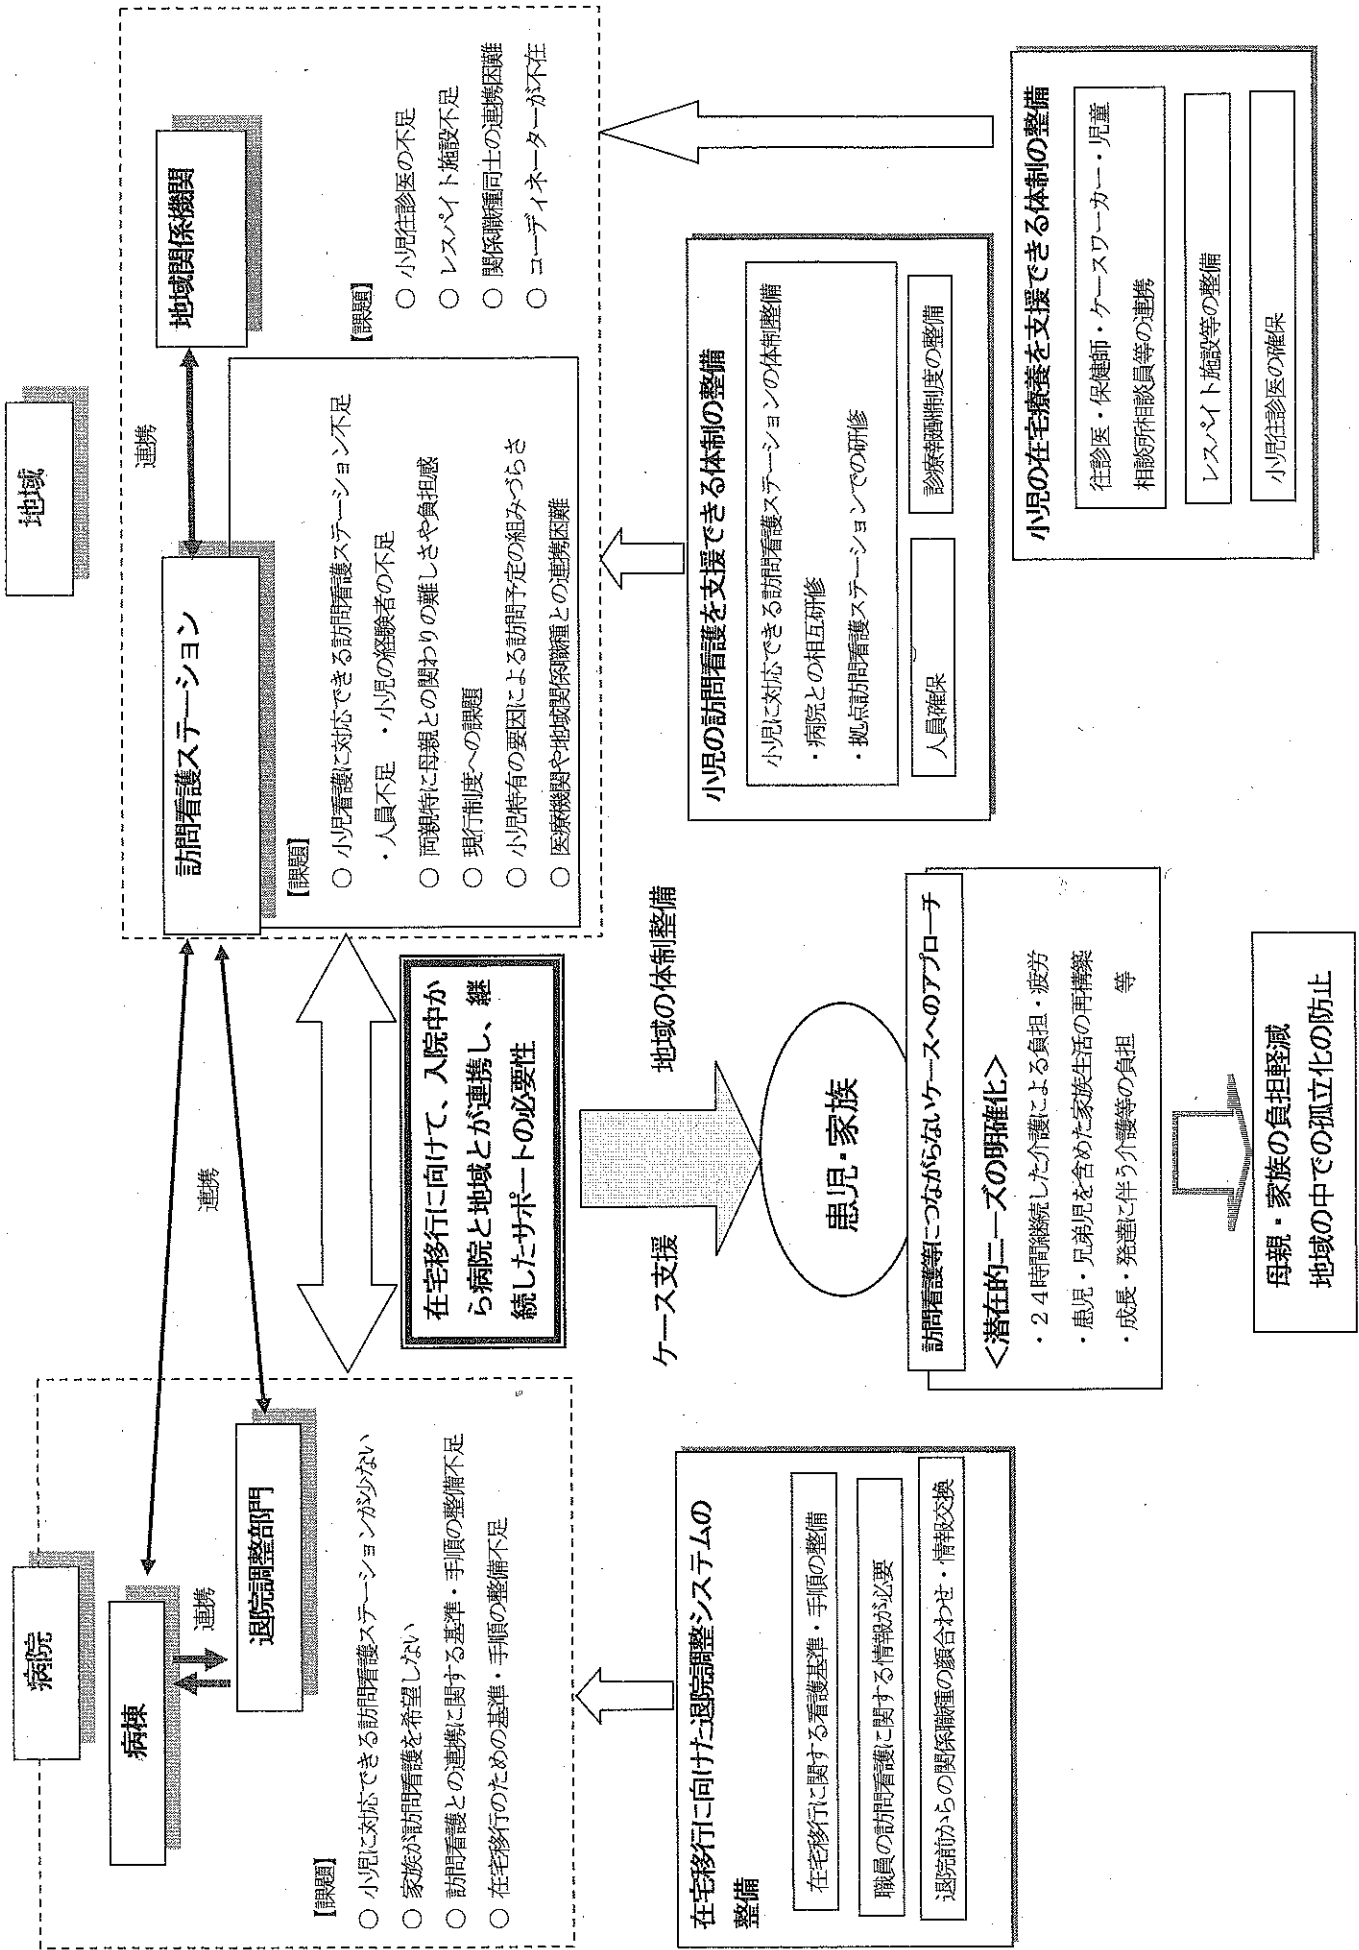 病院
病棟
連携
退院調整部門
【課題】
○ 小児に対応できる訪問看護ステーションが少ない
○ 家族が訪問看護を希望しない
○ 訪問看護との連携に関する基準・手順の整備不足
○ 在宅移行のための基準・手順の整備不足
在宅移行に向けた退院調整システムの
整備
在宅移行に関する看護基準・手順の整備
職員の訪問看護に関する情報が必要
退院前からの関係職種の顔合わせ・情報交換
連携
在宅移行に向けて、入院中か
ら病院と地域とが連携し、継
続したサポートの必要性
ケース支援
地域の体制整備
患児・家族
訪問看護等につながらないケースへのアプローチ
<潜在的ニーズの明確化>
・24時間継続した介護による負担・疲労
・患児・兄弟児を含めた家族生活の再構築
・成長・発達に伴う介護等の負担 等
母親・家族の負担軽減
地域の中での孤立化の防止
地域
訪問看護ステーション
連携
地域関係機関
【課題】
○ 小児看護に対応できる訪問看護ステーション不足
・人員不足 ・小児の経験者の不足
○ 両親特に母親との関わりの難しさや負担感
○ 現行制度への課題
○ 小児特有の要因による訪問予定の組みづらさ
○ 医療機関や地域関係職種との連携困難
【課題】
○ 小児往診医の不足
○ レスパイト施設不足
○ 関係職種同士の連携困難
○ コーディネーターが不在
小児の訪問看護を支援できる体制の整備
小児に対応できる訪問看護ステーションの体制整備
・病院との相互研修
・拠点訪問看護ステーションでの研修
人員確保
診療報酬制度の整備
小児の在宅療養を支援できる体制の整備
往診医・保健師・ケースワーカー・児童
相談所相談員等の連携
レスパイト施設等の整備
小児往診医の確保